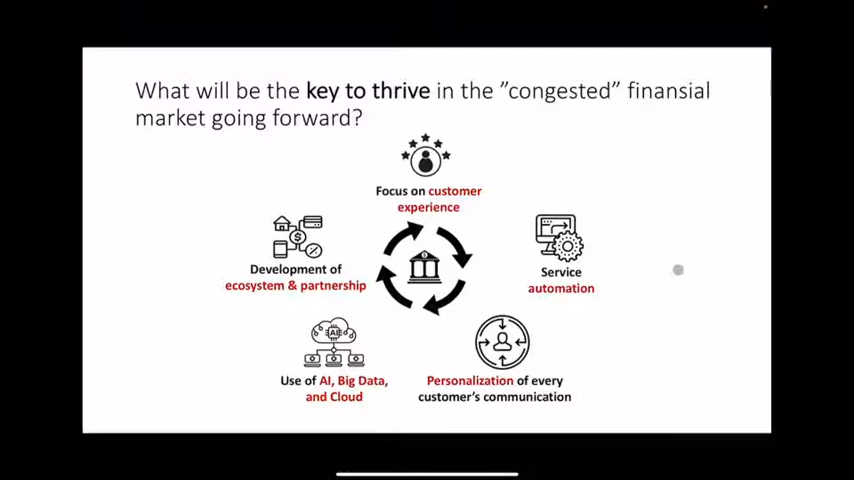 What will be the key to thrive in the ”congested” finansial
market going forward?
Focus on customer
experience
Service
automation
Personalization of every
customer's communication
Use of AI, Big Data,
and Cloud
AI
Development of
ecosystem & partnership
$